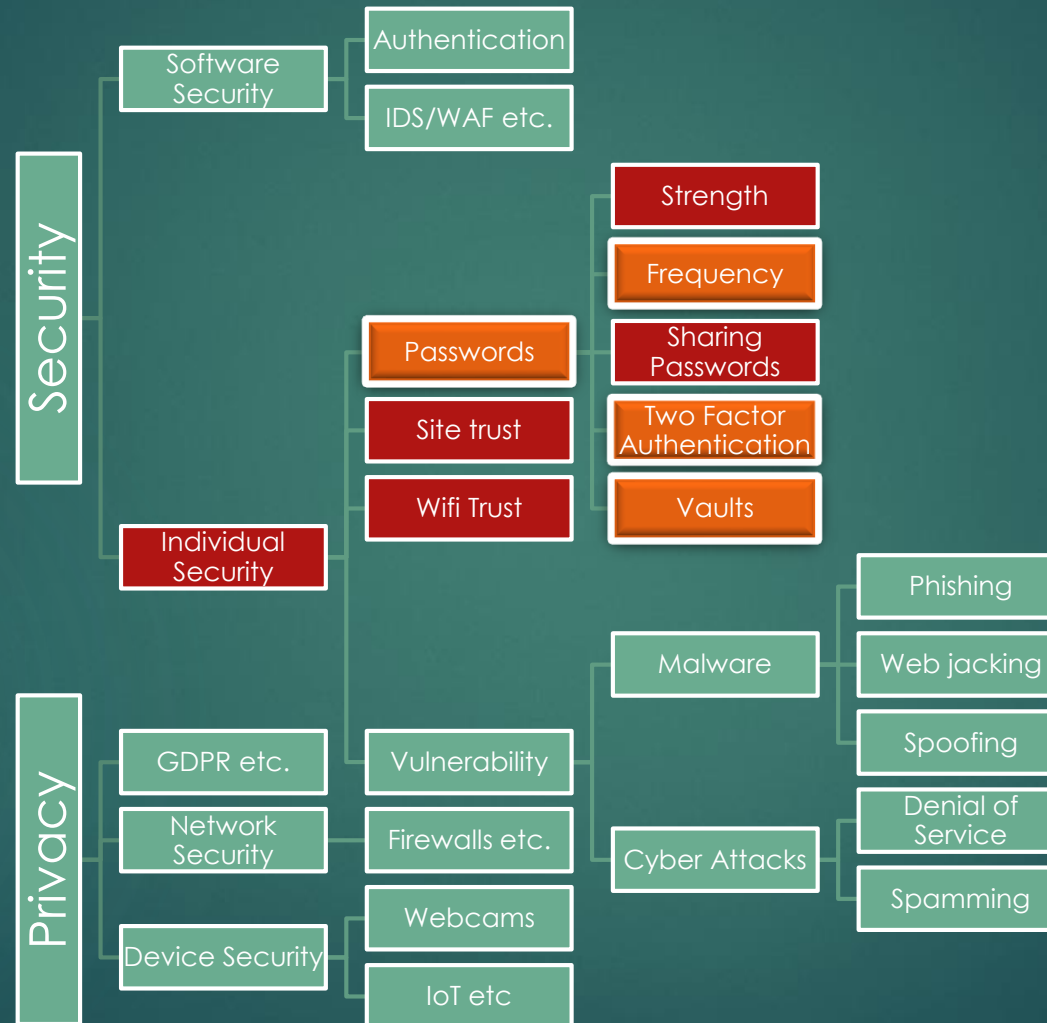 Security
Software
Security
Authentication
IDS/WAF etc.
Individual
Security
Passwords
Strength
Frequency
Sharing
Passwords
Two Factor
Authentication
Vaults
Site trust
Wifi Trust
Vulnerability
Malware
Phishing
Web jacking
Spoofing
Cyber Attacks
Denial of
Service
Spamming
Privacy
GDPR etc.
Network
Security
Firewalls etc.
Device Security
Webcams
IoT etc